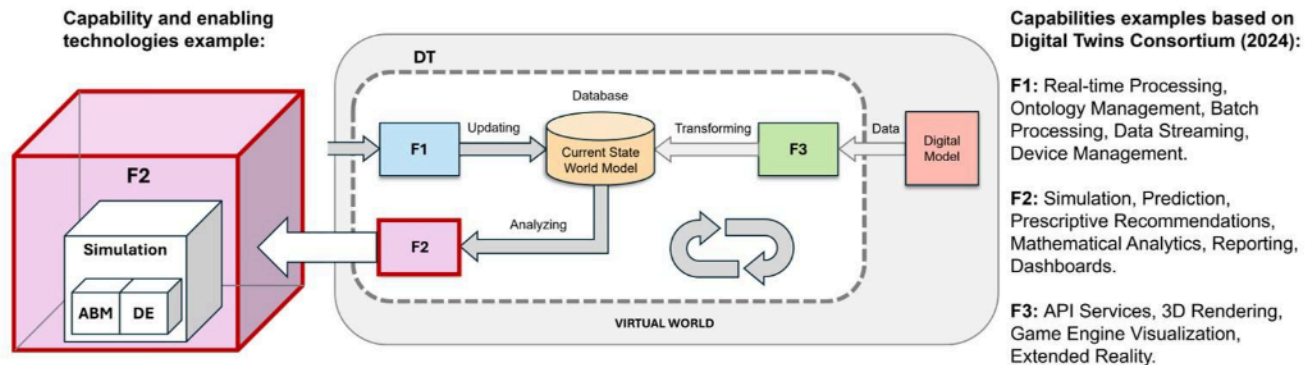 Capability and enabling
technologies example:
F2
Simulation
ABM
DE
DT
Database
F1
Updating
Current State
World Model
Transforming
F3
Data
Digital
Model
F2
Analyzing
VIRTUAL WORLD
Capabilities examples based on
Digital Twins Consortium (2024):
F1: Real-time Processing,
Ontology Management, Batch
Processing, Data Streaming,
Device Management.
F2: Simulation, Prediction,
Prescriptive Recommendations,
Mathematical Analytics, Reporting,
Dashboards.
F3: API Services, 3D Rendering,
Game Engine Visualization,
Extended Reality.